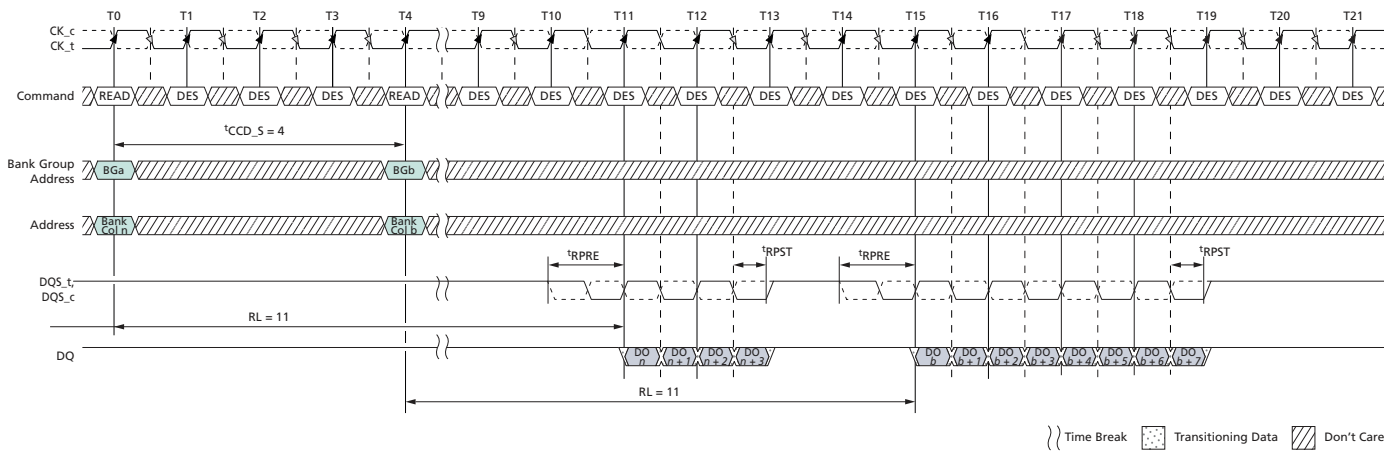 T0 T1 T2 T3 T4 T9 T10 T11 T12 T13 T14 T15 T16 T17 T18 T19 T20 T21
CK_c
CK_t
Command READ DES DES DES READ DES DES DES DES DES DES DES DES DES DES DES DES DES
tCCD_S = 4
Bank Group
Address
BGa BGb
Address
Bank
Col n
Bank
Col b
tRPRE tRPST tRPRE tRPST
DQS_t,
DQS_c
RL = 11
DQ
DO
n
DO
n + 1
DO
n + 2
DO
n + 3
DO
b
DO
b + 1
DO
b + 2
DO
b + 3
DO
b + 4
DO
b + 5
DO
b + 6
DO
b + 7
RL = 11
Time Break Transitioning Data Don't Care